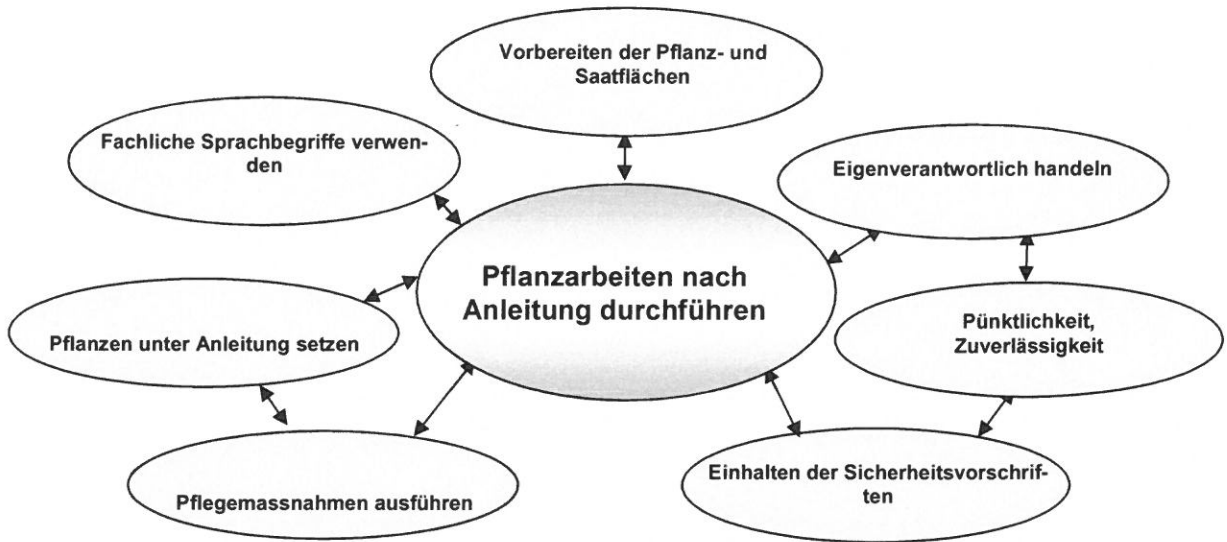 Vorbereiten der Pflanz- und
Saatflächen
Fachliche Sprachbegriffe verwen-
den
Eigenverantwortlich handeln
Pflanzarbeiten nach
Anleitung durchführen
Pflanzen unter Anleitung setzen
Pünktlichkeit,
Zuverlässigkeit
Pflegemassnahmen ausführen
Einhalten der Sicherheitsvorschrif-
ten